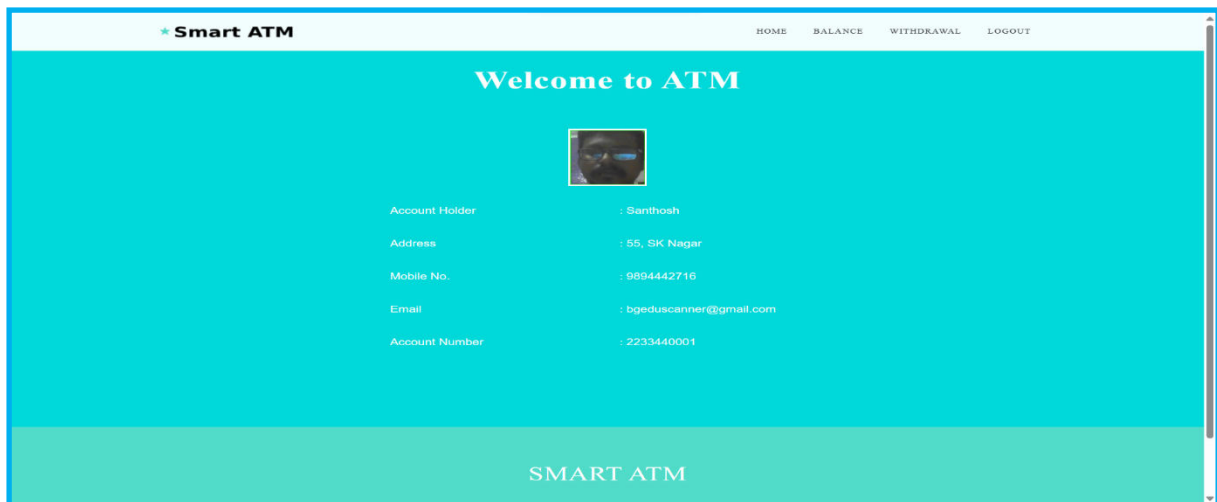 Smart ATM
HOME BALANCE WITHDRAWAL LOGOUT
Welcome to ATM
Account Holder : Santhosh
Address : 55, SK Nagar
Mobile No. : 9894442716
Email : bgeduscanner@gmail.com
Account Number : 2233440001
SMART ATM